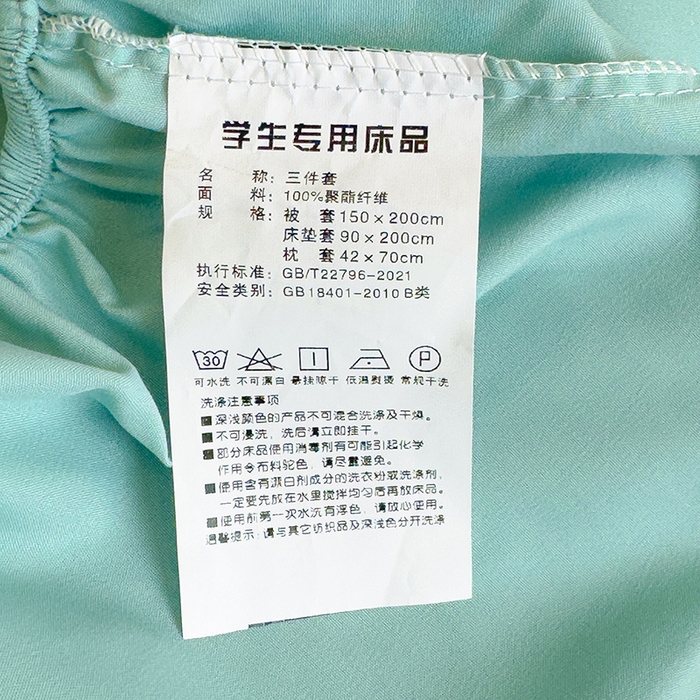 学生专用床品
名 称：三件套
面 料：100%聚酯纤维
规 格：被 套 150×200cm
床垫套 90×200cm
枕 套 42×70cm
执行标准：GB/T22796-2021
安全类别：GB18401-2010 B类
30 P
可水洗 不可漂白 悬挂晾干 低温熨烫 常规干洗
洗涤注意事项
■深浅颜色的产品不可混合洗涤及干燥。
■不可浸洗，洗后请立即挂干。
■部分床品使用消毒剂有可能引起化学
作用令布料驼色，请尽量避免。
■使用含有漂白剂成分的洗衣粉或洗涤剂，
一定要先放在水里搅拌均匀后再放床品。
■使用前第一次水洗有浮色，请放心使用。
温馨提示：请与其它纺织品及深浅色分开洗涤